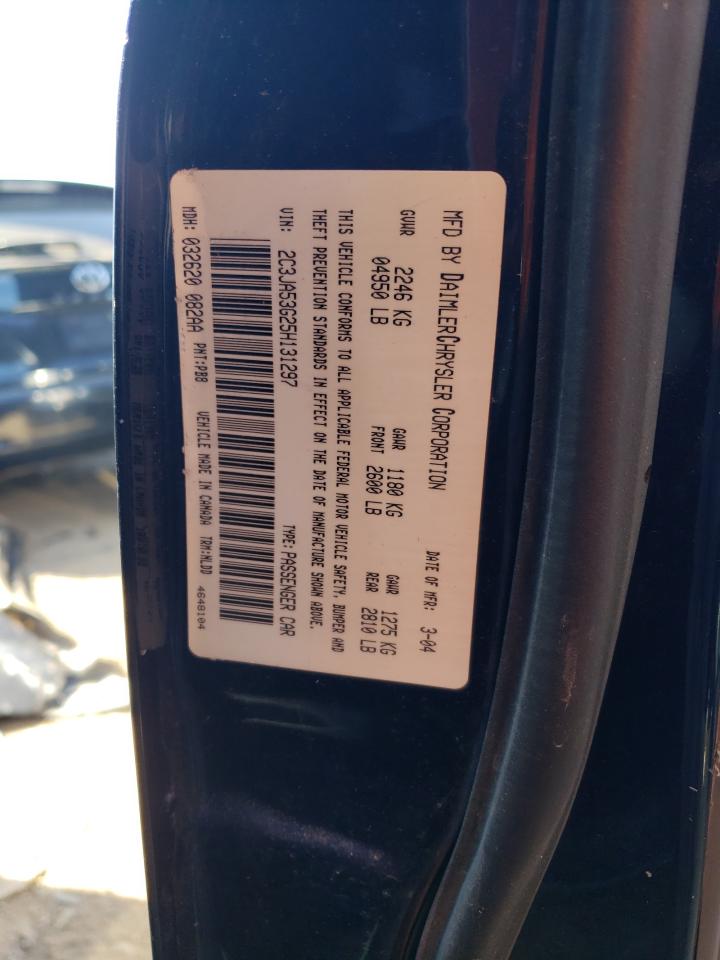 MFD BY DAIMLERCHRYSLER CORPORATION
DATE OF MFR: 3-04
GVWR 2246 KG 04950 LB
GAWR FRONT 1180 KG 2600 LB
GAWR REAR 1275 KG 2810 LB
THIS VEHICLE CONFORMS TO ALL APPLICABLE FEDERAL MOTOR VEHICLE SAFETY, BUMPER AND
THEFT PREVENTION STANDARDS IN EFFECT ON THE DATE OF MANUFACTURE SHOWN ABOVE.
VIN: 2C3JA53G25H131297 TYPE: PASSENGER CAR
MDH: 032620 082AA PNT:PB8 VEHICLE MADE IN CANADA TRM:WLDD
4648104